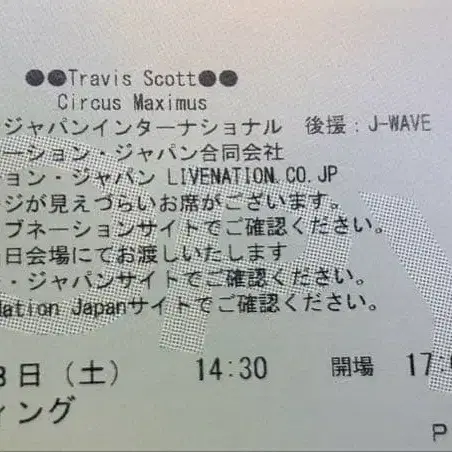 ●●Travis Scott●●
Circus Maximus
ジャパンインターナショナル 後援：J-WAVE
ーション・ジャパン合同会社
ョン・ジャパン LIVENATION.CO.JP
ジが見えづらいお席がございます。
ブネーションサイトでご確認ください。
日会場にてお渡しいたします
・ジャパンサイトでご確認ください。
Nation Japanサイトでご確認ください。
8日（土） 14:30 開場 17:
ィング
P